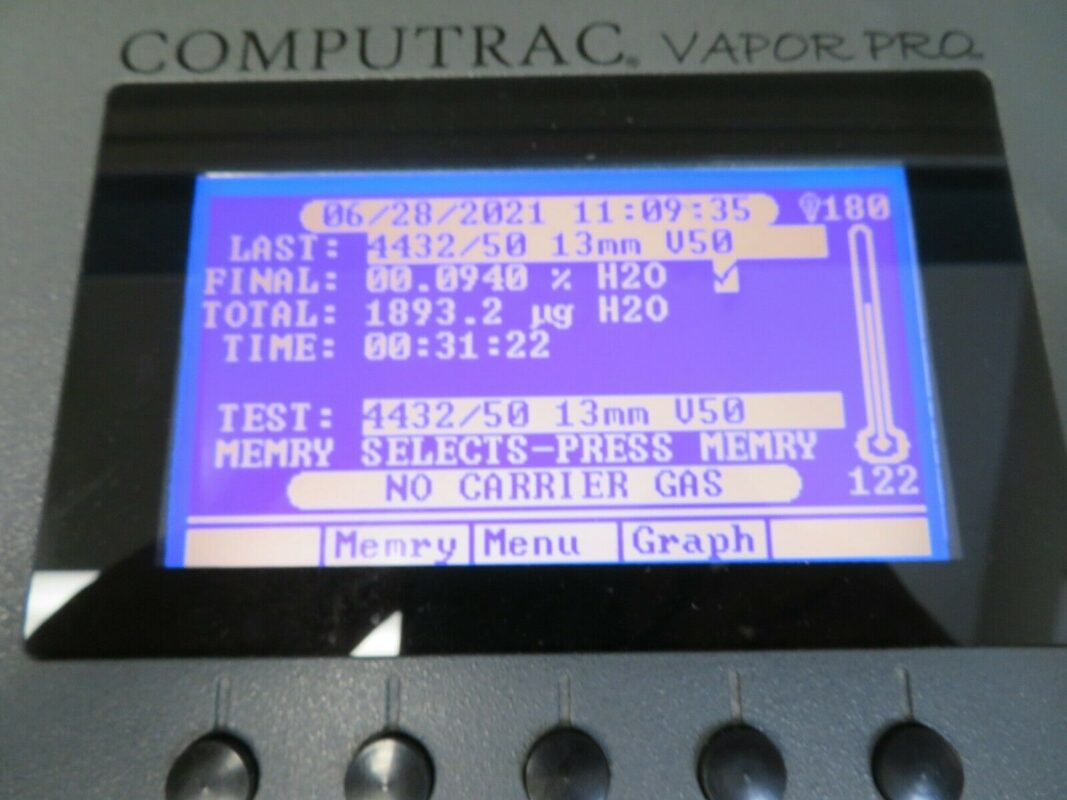 COMPUTRAC® VAPOR PRO™
06/28/2021 11:09:35
180
LAST: 4432/50 13mm V50
FINAL: 00.0940 % H2O ✓
TOTAL: 1893.2 µg H2O
TIME: 00:31:22
TEST: 4432/50 13mm V50
MEMRY SELECTS-PRESS MEMRY
NO CARRIER GAS
122
Memry Menu Graph